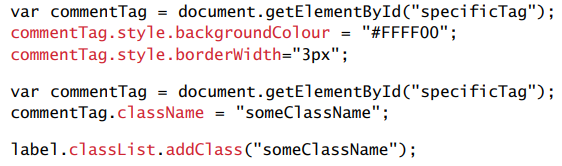 var commentTag = document.getElementById("specificTag");
commentTag.style.backgroundColour = "#FFFF00";
commentTag.style.borderWidth="3px";
var commentTag = document.getElementById("specificTag");
commentTag.className = "someClassName";
label.classList.addClass("someClassName");